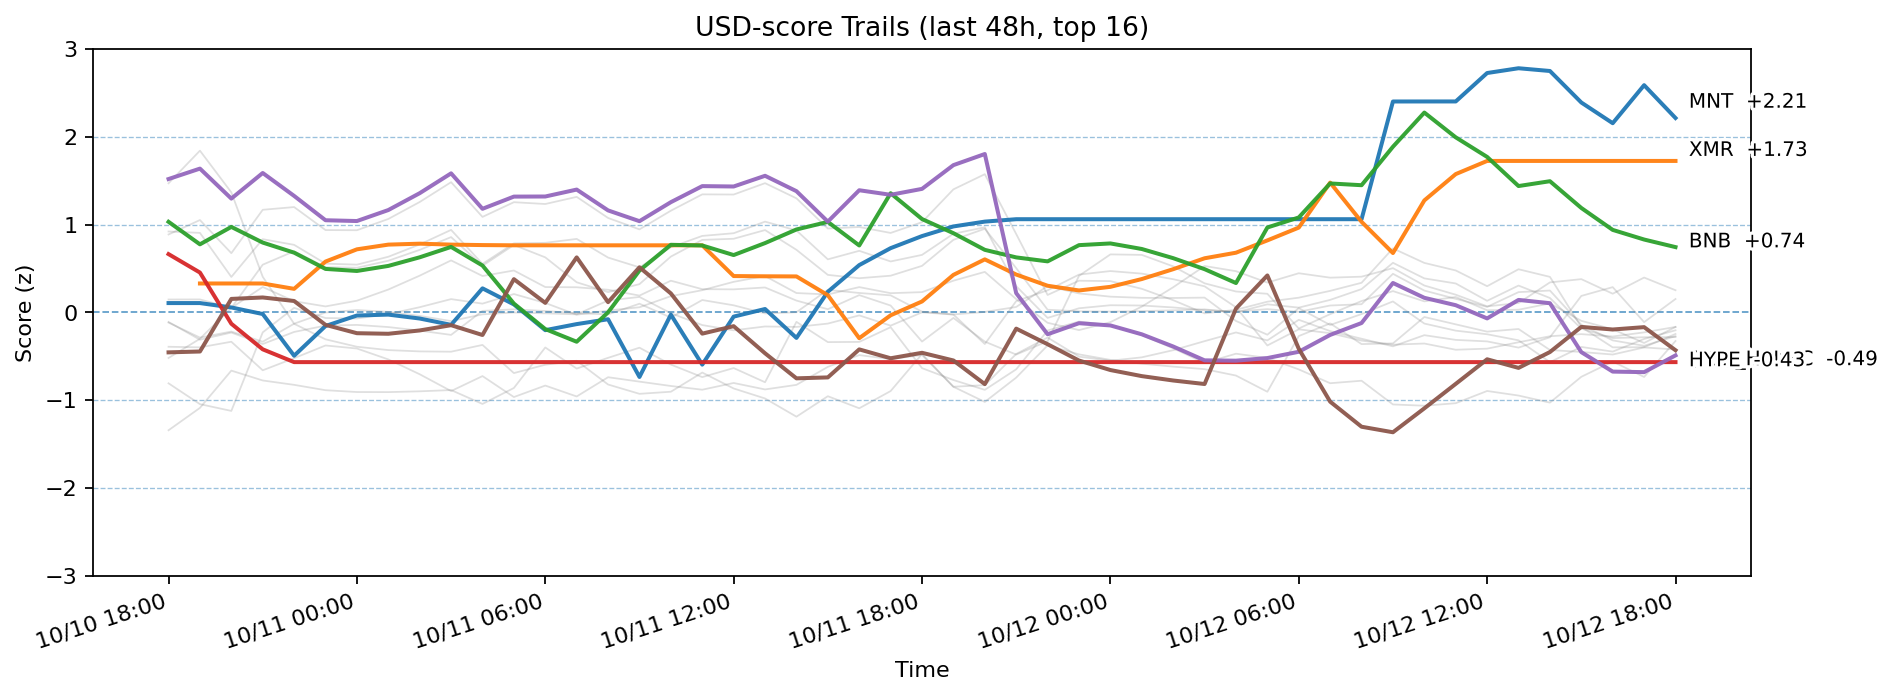 USD-score Trails (last 48h, top 16)
Score (z)
3
2
1
0
−1
−2
−3
MNT +2.21
XMR +1.73
BNB +0.74
HYPE -0.43
-0.49
10/10 18:00
10/11 00:00
10/11 06:00
10/11 12:00
10/11 18:00
10/12 00:00
10/12 06:00
10/12 12:00
10/12 18:00
Time